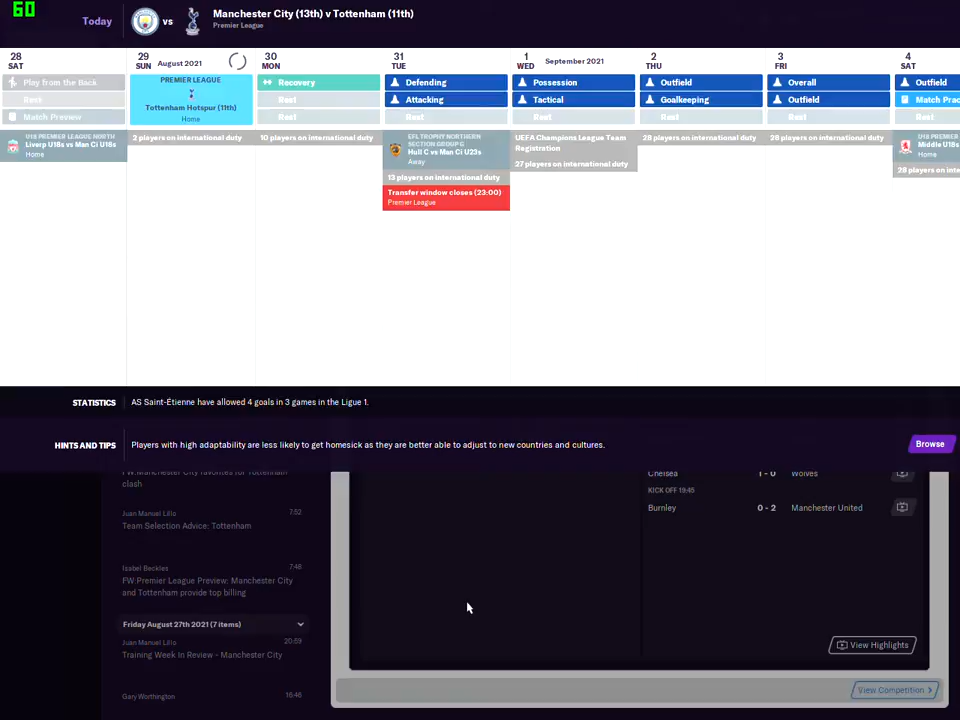 60
Today
vs
Manchester City (13th) v Tottenham (11th)
Premier League
28
SAT
29
SUN
August 2021
30
MON
31
TUE
1
WED
September 2021
2
THU
3
FRI
4
SAT
Play from the Back
Rest
Match Preview
PREMIER LEAGUE
Tottenham Hotspur (11th)
Home
Recovery
Rest
Rest
Defending
Attacking
Rest
Possession
Tactical
Rest
Outfield
Goalkeeping
Rest
Overall
Outfield
Rest
Outfield
Match Prac
Rest
U18 PREMIER LEAGUE NORTH
Liverp U18s vs Man Ci U18s
Home
2 players on international duty
10 players on international duty
EFL TROPHY NORTHERN
SECTION GROUP G
Hull C vs Man Ci U23s
Away
13 players on international duty
Transfer window closes (23:00)
Premier League
UEFA Champions League Team
Registration
27 players on international duty
28 players on international duty
28 players on international duty
U18 PREMIER
Middle U18s
Home
28 players on inte
STATISTICS
AS Saint-Étienne have allowed 4 goals in 3 games in the Ligue 1.
HINTS AND TIPS
Players with high adaptability are less likely to get homesick as they are better able to adjust to new countries and cultures.
Browse
FW:Manchester City favorites for Tottenham
clash
Juan Manuel Lillo
7:52
Team Selection Advice: Tottenham
Isabel Beckles
7:48
FW:Premier League Preview: Manchester City
and Tottenham provide top billing
Friday August 27th 2021 (7 items)
Juan Manuel Lillo
20:59
Training Week In Review - Manchester City
Gary Worthington
16:46
Chelsea
1 - 0
Wolves
KICK OFF 19:45
Burnley
0 - 2
Manchester United
View Highlights
View Competition